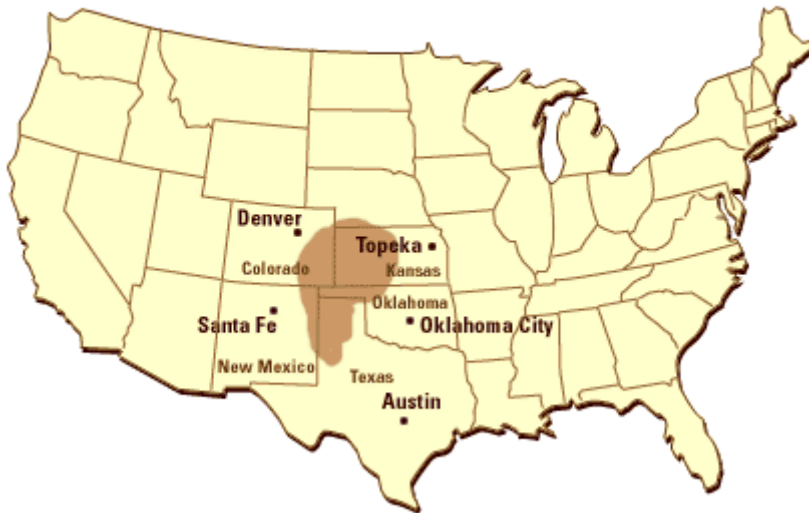 Denver
Topeka
Colorado
Kansas
Oklahoma
Santa Fe
Oklahoma City
New Mexico
Texas
Austin